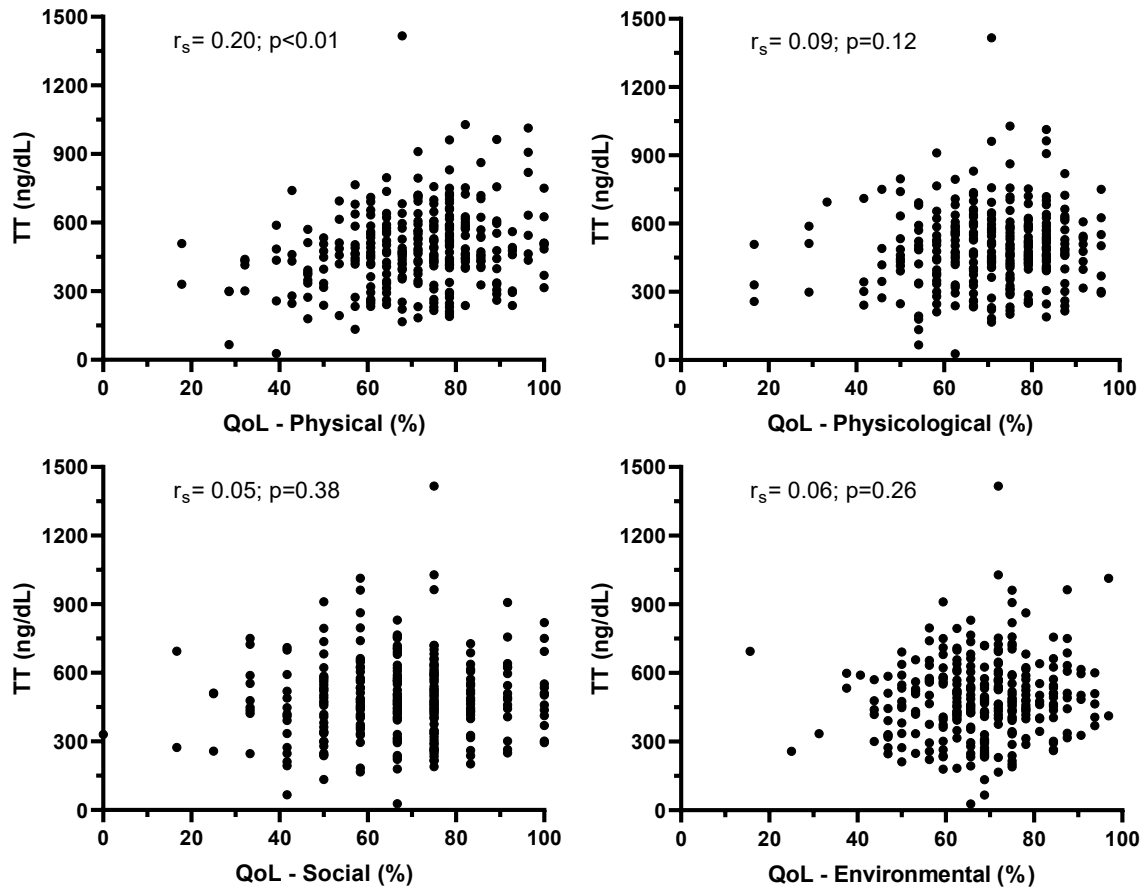 r_s= 0.20; p<0.01
TT (ng/dL)
1500
1200
900
600
300
0
0 20 40 60 80 100
QoL - Physical (%)
r_s= 0.09; p=0.12
TT (ng/dL)
1500
1200
900
600
300
0
0 20 40 60 80 100
QoL - Physicological (%)
r_s= 0.05; p=0.38
TT (ng/dL)
1500
1200
900
600
300
0
0 20 40 60 80 100
QoL - Social (%)
r_s= 0.06; p=0.26
TT (ng/dL)
1500
1200
900
600
300
0
0 20 40 60 80 100
QoL - Environmental (%)